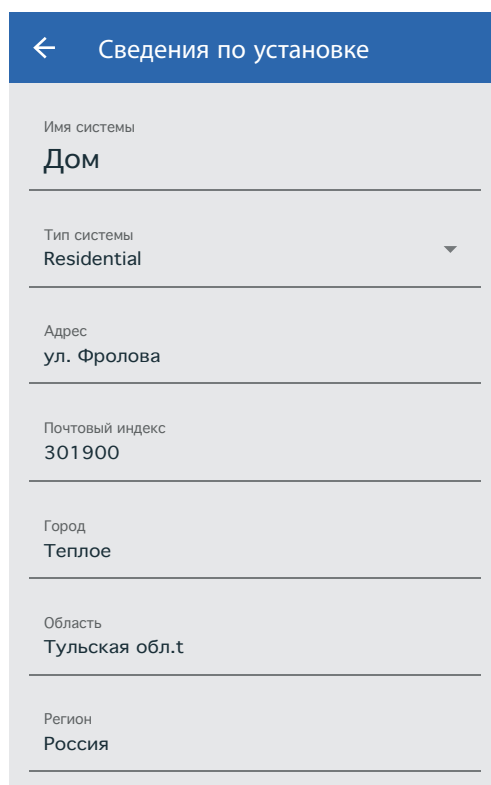 Сведения по установке
Имя системы
Дом
Тип системы
Residential
Адрес
ул. Фролова
Почтовый индекс
301900
Город
Теплое
Область
Тульская обл.t
Регион
Россия